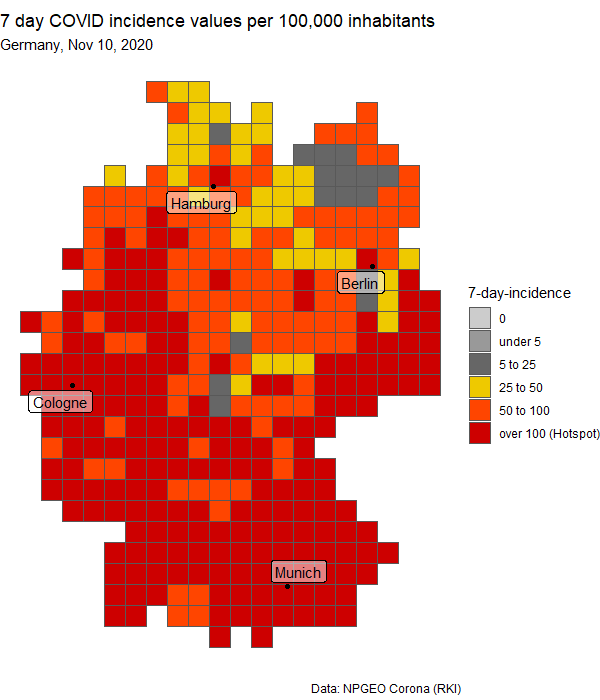 7 day COVID incidence values per 100,000 inhabitants
Germany, Nov 10, 2020
Hamburg
Berlin
Cologne
Munich
7-day-incidence
0
under 5
5 to 25
25 to 50
50 to 100
over 100 (Hotspot)
Data: NPGEO Corona (RKI)